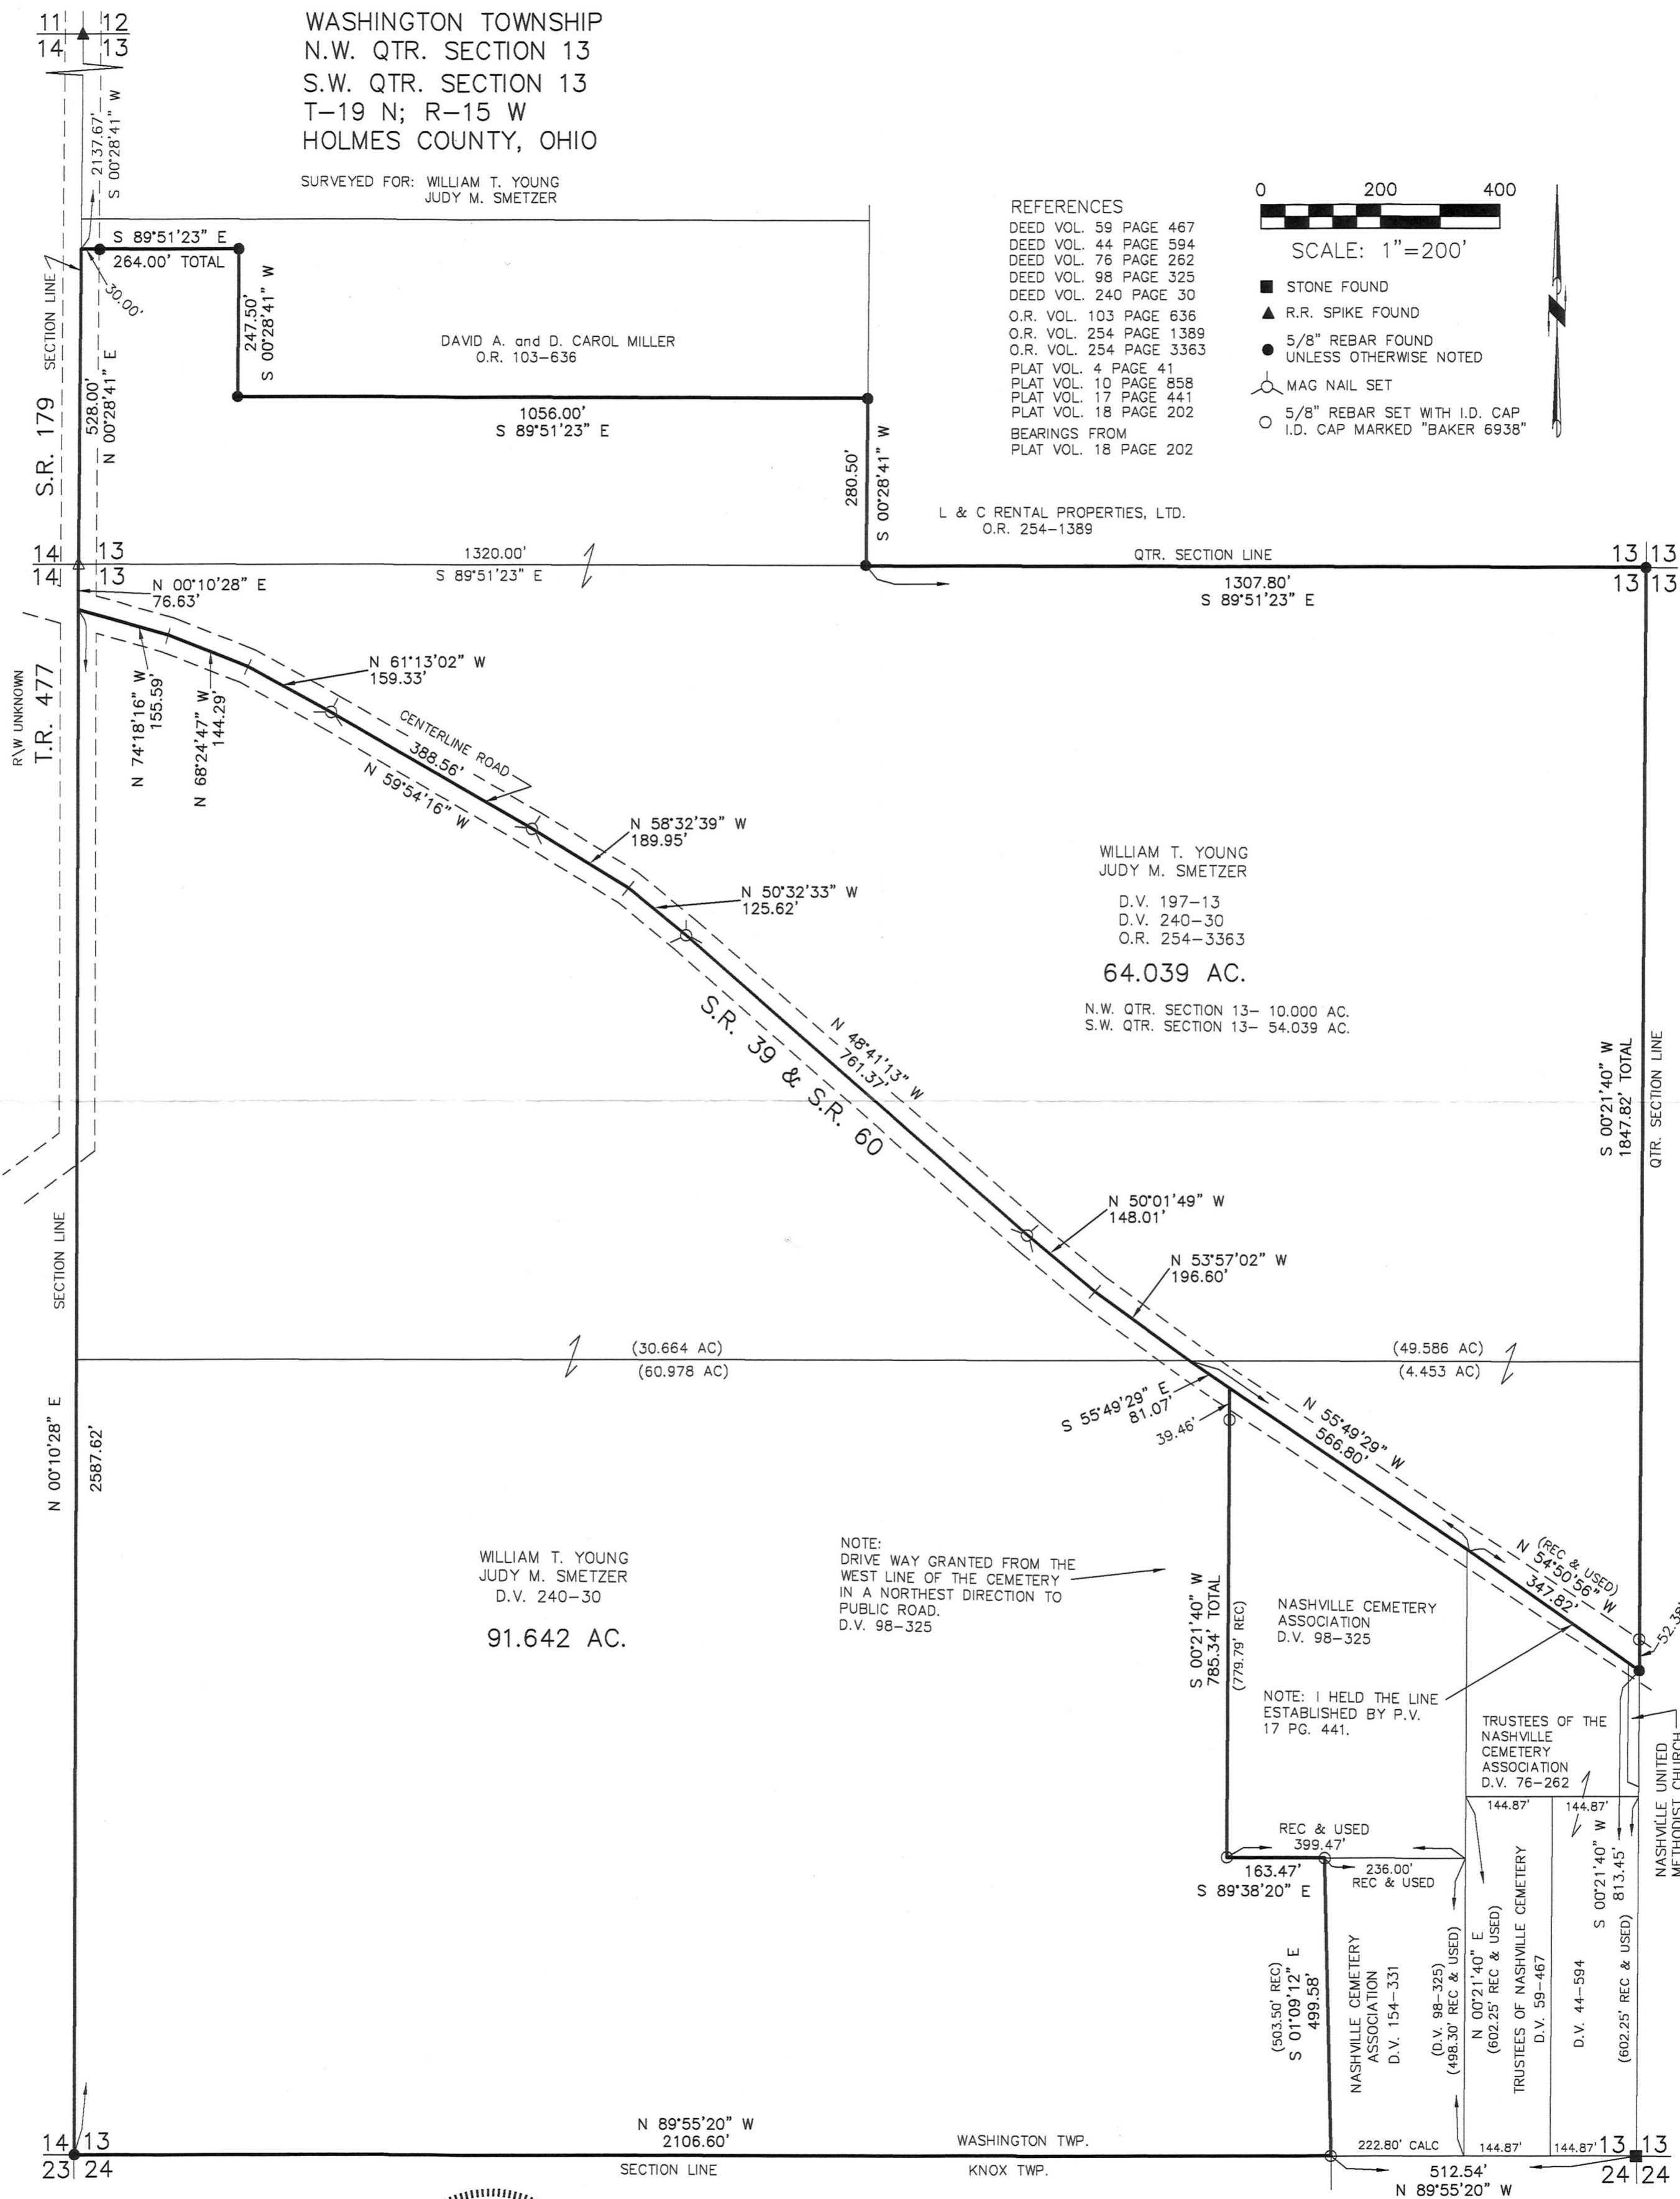 11 12
14 13
WASHINGTON TOWNSHIP
N.W. QTR. SECTION 13
S.W. QTR. SECTION 13
T-19 N; R-15 W
HOLMES COUNTY, OHIO
SURVEYED FOR: WILLIAM T. YOUNG
JUDY M. SMETZER
2137.67'
S 00°28'41" W
REFERENCES
DEED VOL. 59 PAGE 467
DEED VOL. 44 PAGE 594
DEED VOL. 76 PAGE 262
DEED VOL. 98 PAGE 325
DEED VOL. 240 PAGE 30
O.R. VOL. 103 PAGE 636
O.R. VOL. 254 PAGE 1389
O.R. VOL. 254 PAGE 3363
PLAT VOL. 4 PAGE 41
PLAT VOL. 10 PAGE 858
PLAT VOL. 17 PAGE 441
PLAT VOL. 18 PAGE 202
BEARINGS FROM
PLAT VOL. 18 PAGE 202
0 200 400
SCALE: 1"=200'
STONE FOUND
R.R. SPIKE FOUND
5/8" REBAR FOUND
UNLESS OTHERWISE NOTED
MAG NAIL SET
5/8" REBAR SET WITH I.D. CAP
I.D. CAP MARKED "BAKER 6938"
S 89°51'23" E
264.00' TOTAL
30.00'
SECTION LINE
S.R. 179
528.00'
N 00°28'41" E
247.50'
S 00°28'41" W
DAVID A. and D. CAROL MILLER
O.R. 103-636
1056.00'
S 89°51'23" E
280.50'
S 00°28'41" W
L & C RENTAL PROPERTIES, LTD.
O.R. 254-1389
14 13
14 13
1320.00'
S 89°51'23" E
QTR. SECTION LINE
1307.80'
S 89°51'23" E
13 13
13 13
N 00°10'28" E
76.63'
R\W UNKNOWN
T.R. 477
N 74°18'16" W
155.59'
N 68°24'47" W
144.29'
N 61°13'02" W
159.33'
CENTERLINE ROAD
388.56'
N 59°54'16" W
N 58°32'39" W
189.95'
N 50°32'33" W
125.62'
S.R. 39 & S.R. 60
N 48°41'13" W
761.37'
WILLIAM T. YOUNG
JUDY M. SMETZER
D.V. 197-13
D.V. 240-30
O.R. 254-3363
64.039 AC.
N.W. QTR. SECTION 13- 10.000 AC.
S.W. QTR. SECTION 13- 54.039 AC.
S 00°21'40" W
1847.82' TOTAL
QTR. SECTION LINE
N 50°01'49" W
148.01'
N 53°57'02" W
196.60'
SECTION LINE
(30.664 AC)
(60.978 AC)
(49.586 AC)
(4.453 AC)
S 55°49'29" E
81.07'
39.46'
N 55°49'29" W
566.80'
N 00°10'28" E
2587.62'
(REC & USED)
N 54°50'56" W
347.82'
52.38'
WILLIAM T. YOUNG
JUDY M. SMETZER
D.V. 240-30
91.642 AC.
NOTE:
DRIVE WAY GRANTED FROM THE
WEST LINE OF THE CEMETERY
IN A NORTHEST DIRECTION TO
PUBLIC ROAD.
D.V. 98-325
S 00°21'40" W
785.34' TOTAL
(779.79' REC)
NASHVILLE CEMETERY
ASSOCIATION
D.V. 98-325
NOTE: I HELD THE LINE
ESTABLISHED BY P.V.
17 PG. 441.
TRUSTEES OF THE
NASHVILLE
CEMETERY
ASSOCIATION
D.V. 76-262
NASHVILLE UNITED
METHODIST CHURCH
144.87' 144.87'
REC & USED
399.47'
163.47'
S 89°38'20" E
236.00'
REC & USED
S 00°21'40" W
813.45'
(602.25' REC & USED)
(503.50' REC)
S 01°09'12" E
499.58'
NASHVILLE CEMETERY
ASSOCIATION
D.V. 154-331
(D.V. 98-325)
(498.30' REC & USED)
N 00°21'40" E
(602.25' REC & USED)
TRUSTEES OF NASHVILLE CEMETERY
D.V. 59-467
D.V. 44-594
14 13
23 24
N 89°55'20" W
2106.60'
SECTION LINE
WASHINGTON TWP.
KNOX TWP.
222.80' CALC
144.87'
144.87'
13 13
24 24
512.54'
N 89°55'20" W